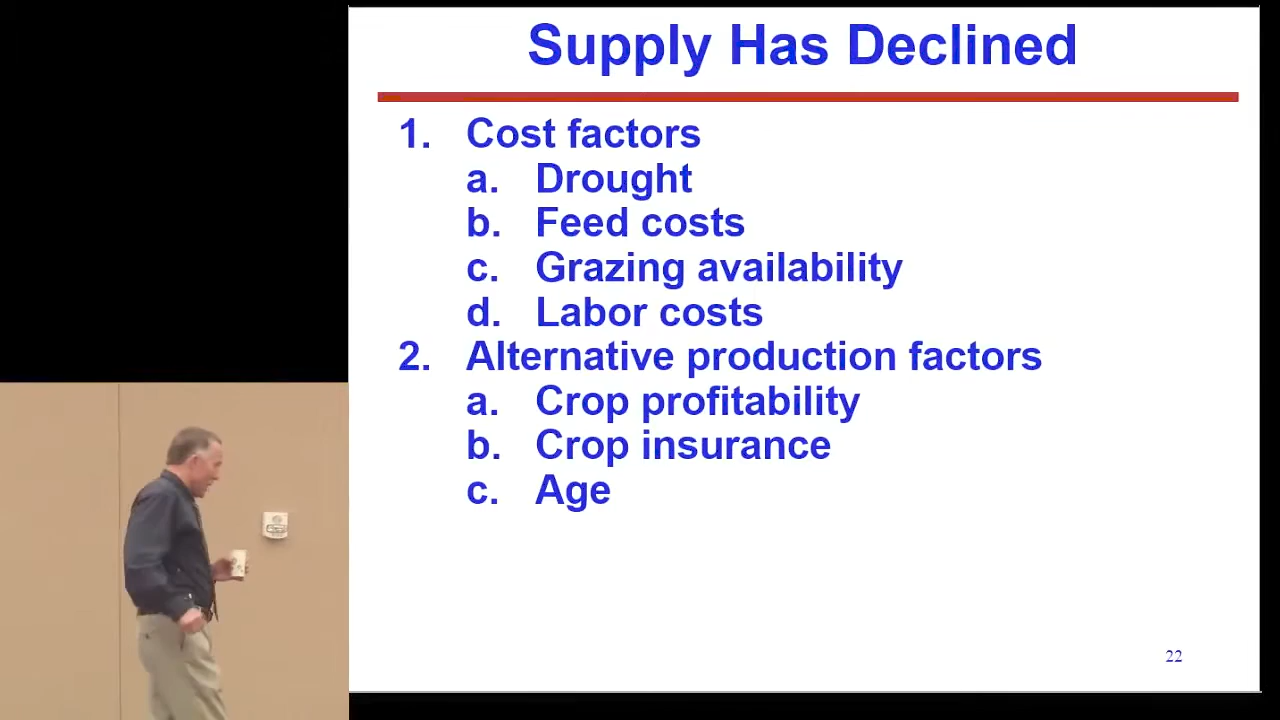 Supply Has Declined
1. Cost factors
a. Drought
b. Feed costs
c. Grazing availability
d. Labor costs
2. Alternative production factors
a. Crop profitability
b. Crop insurance
c. Age
22